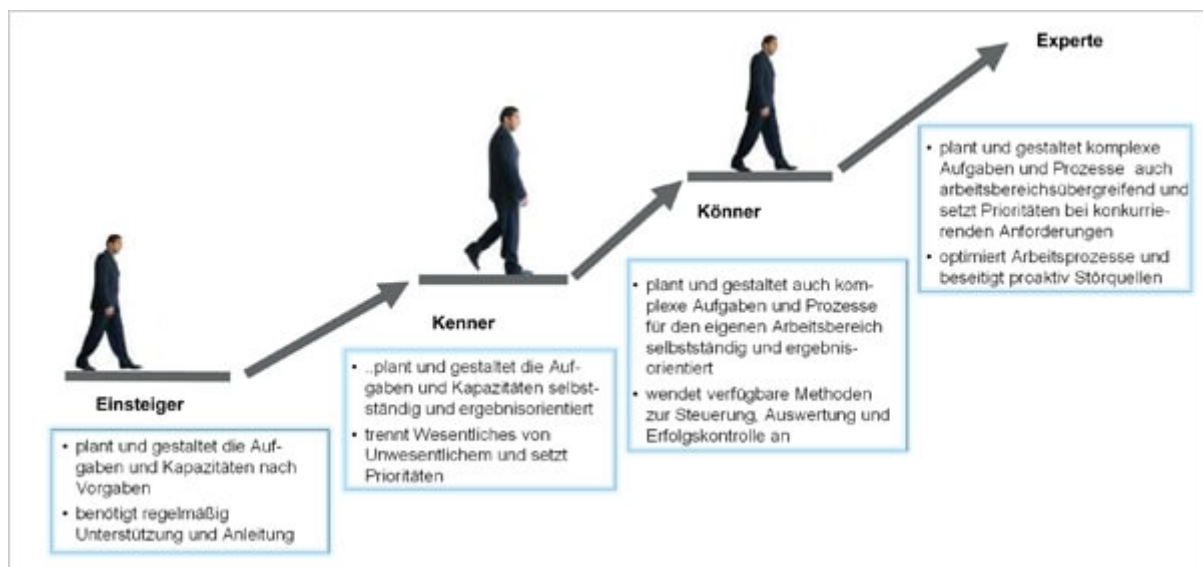 Einsteiger
• plant und gestaltet die Auf-
gaben und Kapazitäten nach
Vorgaben
• benötigt regelmäßig
Unterstützung und Anleitung
Kenner
• ..plant und gestaltet die Auf-
gaben und Kapazitäten selbst-
ständig und ergebnisorientiert
• trennt Wesentliches von
Unwesentlichem und setzt
Prioritäten
Könner
• plant und gestaltet auch kom-
plexe Aufgaben und Prozesse
für den eigenen Arbeitsbereich
selbstständig und ergebnis-
orientiert
• wendet verfügbare Methoden
zur Steuerung, Auswertung und
Erfolgskontrolle an
Experte
• plant und gestaltet komplexe
Aufgaben und Prozesse auch
arbeitsbereichsübergreifend und
setzt Prioritäten bei konkurrie-
renden Anforderungen
• optimiert Arbeitsprozesse und
beseitigt proaktiv Störquellen